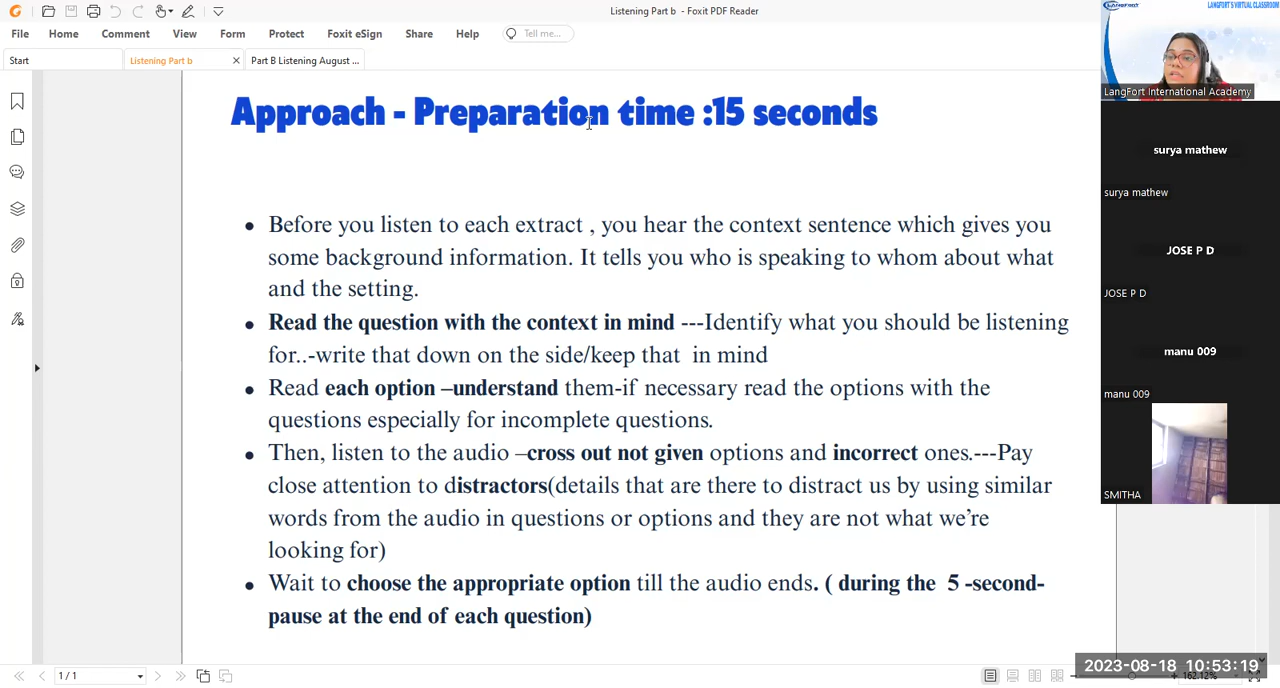 Listening Part b - Foxit PDF Reader
File Home Comment View Form Protect Foxit eSign Share Help Tell me...
Start
Listening Part b
Part B Listening August ...
Approach - Preparation time :15 seconds
Before you listen to each extract , you hear the context sentence which gives you
some background information. It tells you who is speaking to whom about what
and the setting.
Read the question with the context in mind ---Identify what you should be listening
for..-write that down on the side/keep that in mind
Read each option –understand them-if necessary read the options with the
questions especially for incomplete questions.
Then, listen to the audio –cross out not given options and incorrect ones.---Pay
close attention to distractors(details that are there to distract us by using similar
words from the audio in questions or options and they are not what we’re
looking for)
Wait to choose the appropriate option till the audio ends. ( during the 5 -second-
pause at the end of each question)
LANGFORT'S VIRTUAL CLASSROOM
LangFort International Academy
surya mathew
surya mathew
JOSE P D
JOSE P D
manu 009
manu 009
SMITHA
1 / 1
2023-08-18 10:53:19
162.12%